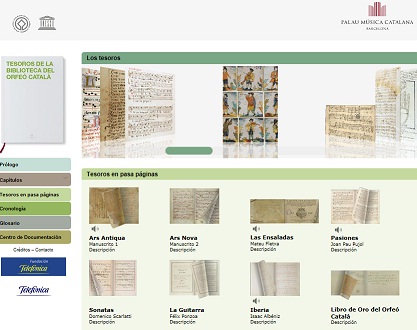 UNESCO
PALAU MÚSICA CATALANA
BARCELONA
TESOROS DE LA
BIBLIOTECA DEL
ORFEÓ CATALÀ
Los tesoros
Prólogo
Capítulos
Tesoros en pasa páginas
Cronología
Glosario
Centro de Documentación
Créditos – Contacto
Fundación
Telefónica
Telefónica
Tesoros en pasa páginas
Ars Antiqua
Manuscrito 1
Descripción
Ars Nova
Manuscrito 2
Descripción
Las Ensaladas
Mateu Fletxa
Descripción
Pasiones
Joan Pau Pujol
Descripción
Sonatas
Domenico Scarlatti
Descripción
La Guitarra
Fèlix Ponzoa
Descripción
Iberia
Isaac Albéniz
Descripción
Libro de Oro del Orfeó
Català
Descripción